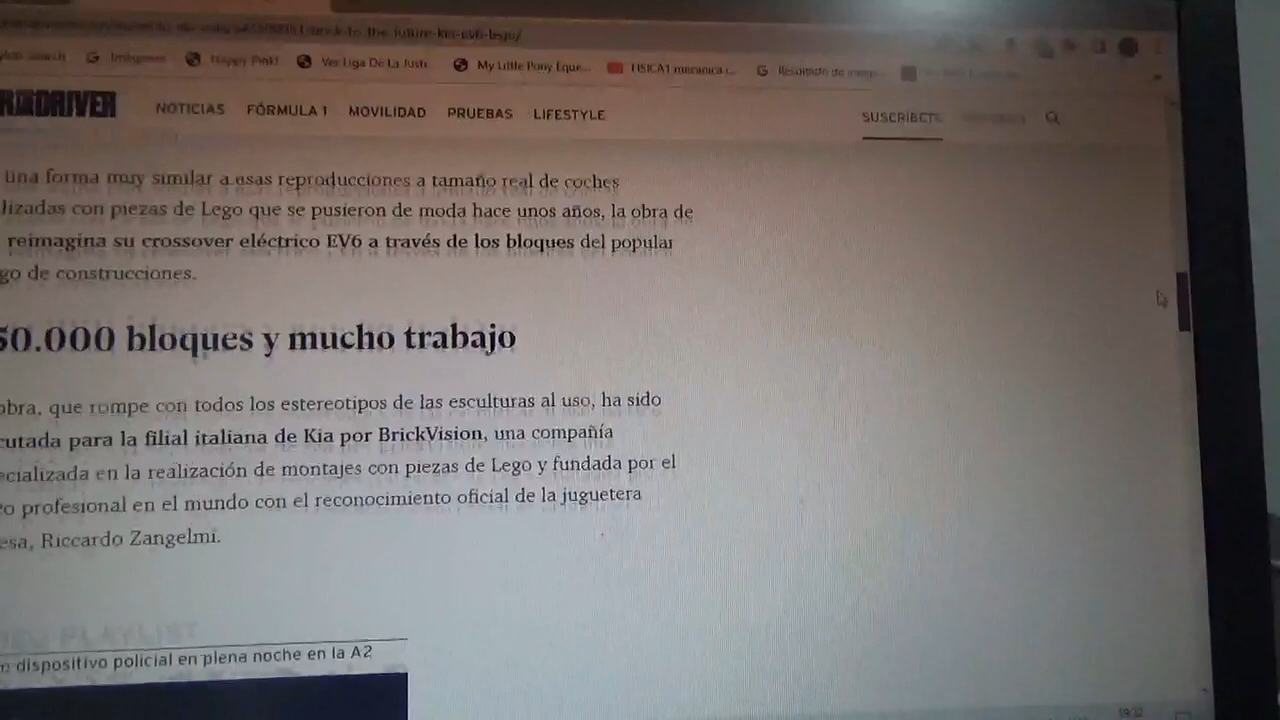 Imágenes Happy Pink! Ver Liga De La Justi... My Little Pony Eque... FISICA1 mecánica
NOTICIAS FÓRMULA 1 MOVILIDAD PRUEBAS LIFESTYLE SUSCRÍBETE
una forma muy similar a esas reproducciones a tamaño real de coches
lizadas con piezas de Lego que se pusieron de moda hace unos años, la obra de
reimagina su crossover eléctrico EV6 a través de los bloques del popular
go de construcciones.
50.000 bloques y mucho trabajo
obra, que rompe con todos los estereotipos de las esculturas al uso, ha sido
cutada para la filial italiana de Kia por BrickVision, una compañía
ecializada en la realización de montajes con piezas de Lego y fundada por el
co profesional en el mundo con el reconocimiento oficial de la juguetera
esa, Riccardo Zangelmi.
PLAYLIST
dispositivo policial en plena noche en la A2